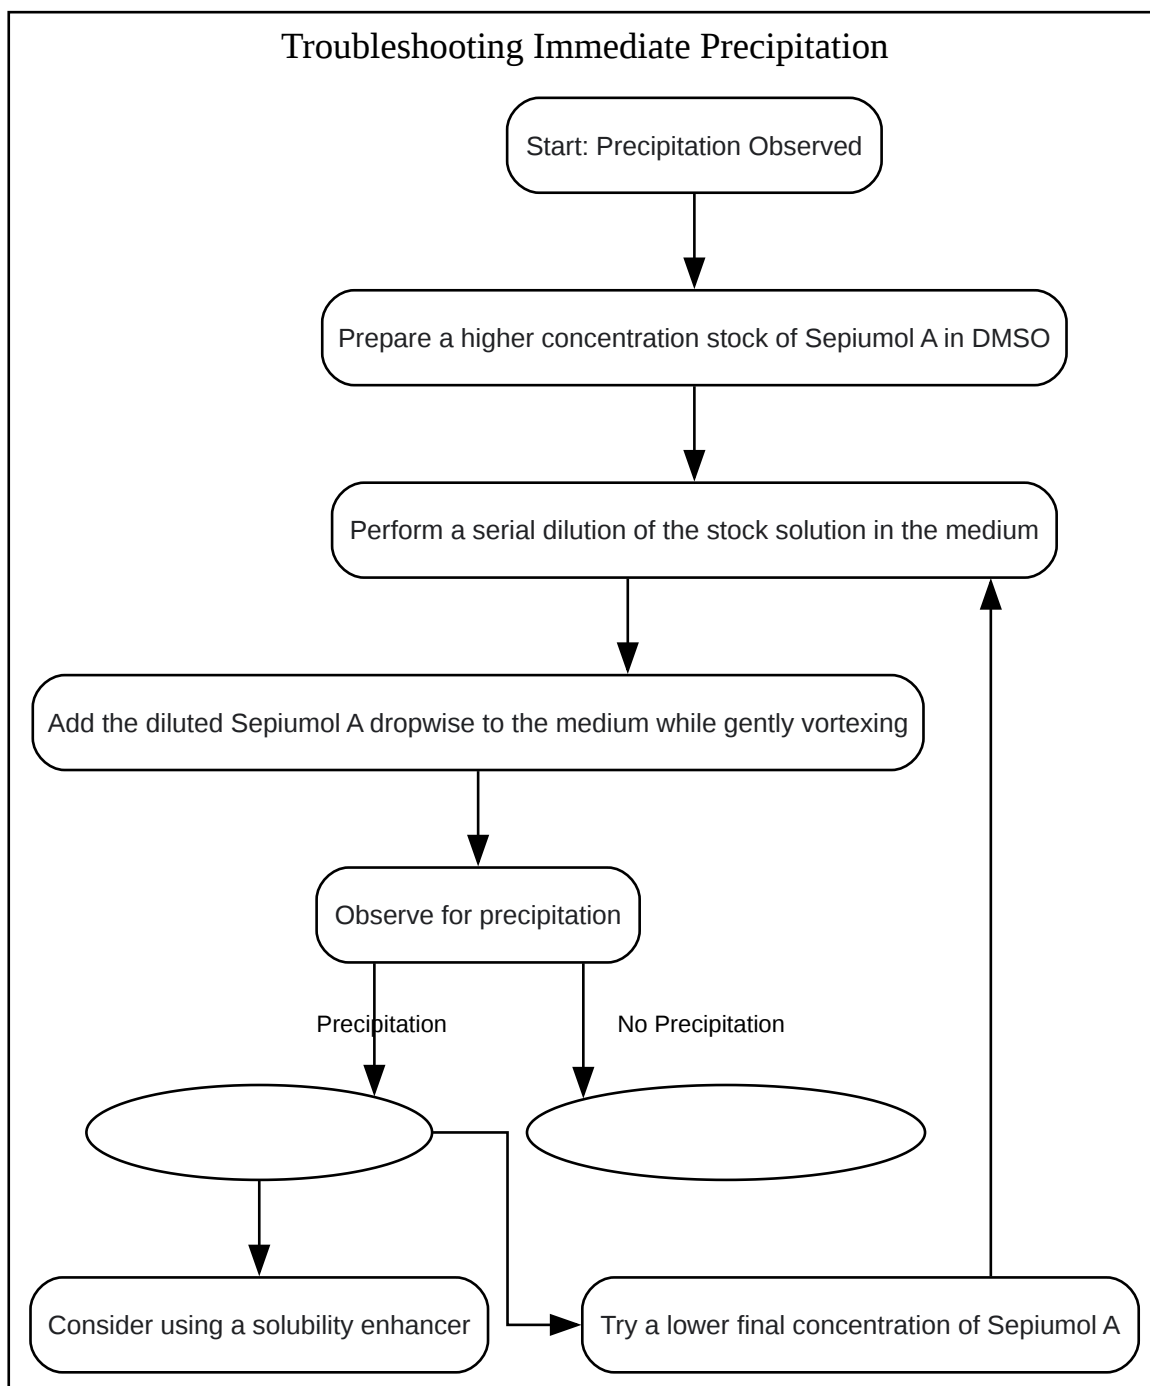 Troubleshooting Immediate Precipitation
Start: Precipitation Observed
Prepare a higher concentration stock of Sepiumol A in DMSO
Perform a serial dilution of the stock solution in the medium
Add the diluted Sepiumol A dropwise to the medium while gently vortexing
Observe for precipitation
Precipitation
No Precipitation
Consider using a solubility enhancer
Try a lower final concentration of Sepiumol A